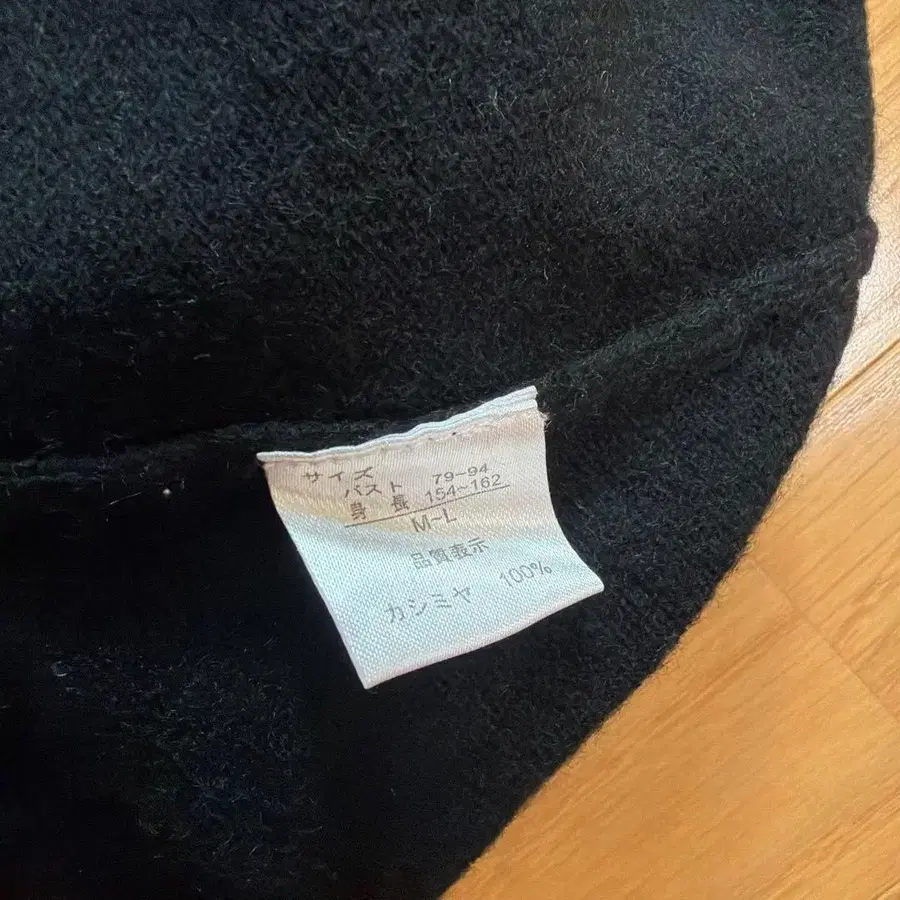 サイズ
バスト 79~94
身長 154~162
M~L
品質表示
カシミヤ 100%